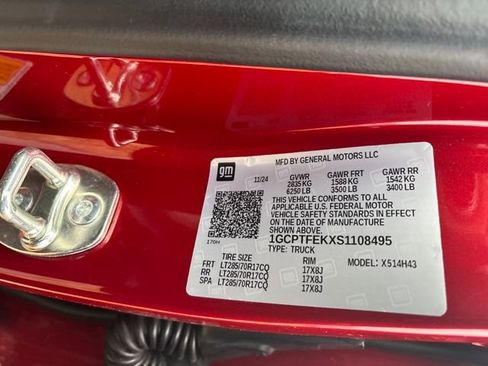 gm
MFD BY GENERAL MOTORS LLC
11/24 GVWR GAWR FRT GAWR RR
2835 KG 1588 KG 1542 KG
6250 LB 3500 LB 3400 LB
THIS VEHICLE CONFORMS TO ALL
APPLICABLE U.S. FEDERAL MOTOR
VEHICLE SAFETY STANDARDS IN EFFECT
ON THE DATE OF MANUFACTURE
SHOWN ABOVE.
170H 1GCPTFEKXS1108495
TYPE: TRUCK
TIRE SIZE RIM MODEL: X514H43
FRT LT285/70R17CQ 17X8J
RR LT285/70R17CQ 17X8J
SPA LT285/70R17CQ 17X8J